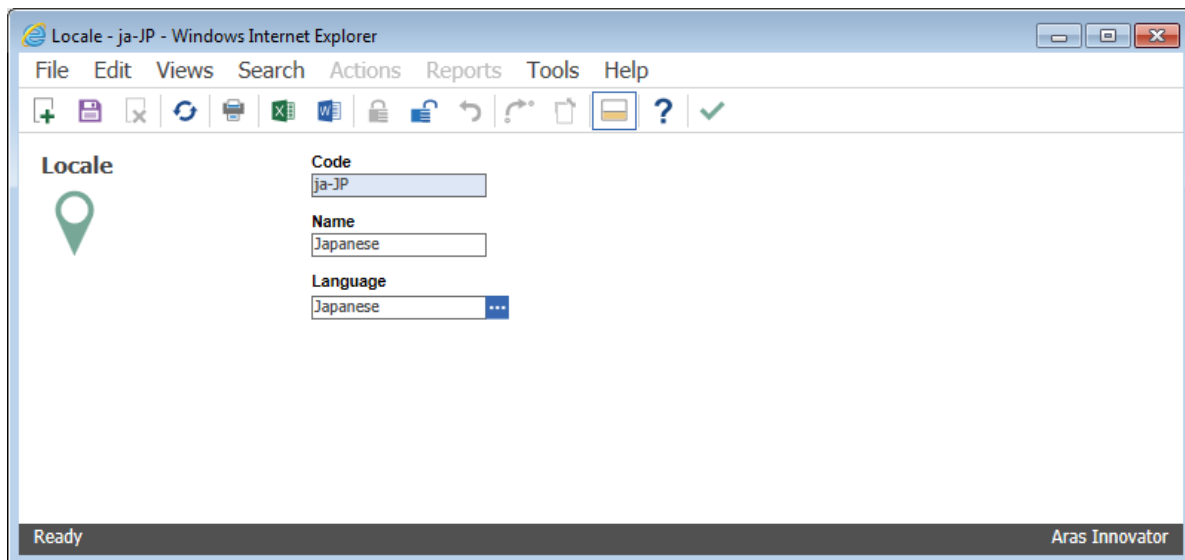 Locale - ja-JP - Windows Internet Explorer
File Edit Views Search Actions Reports Tools Help
Locale
Code
ja-JP
Name
Japanese
Language
Japanese
Ready Aras Innovator